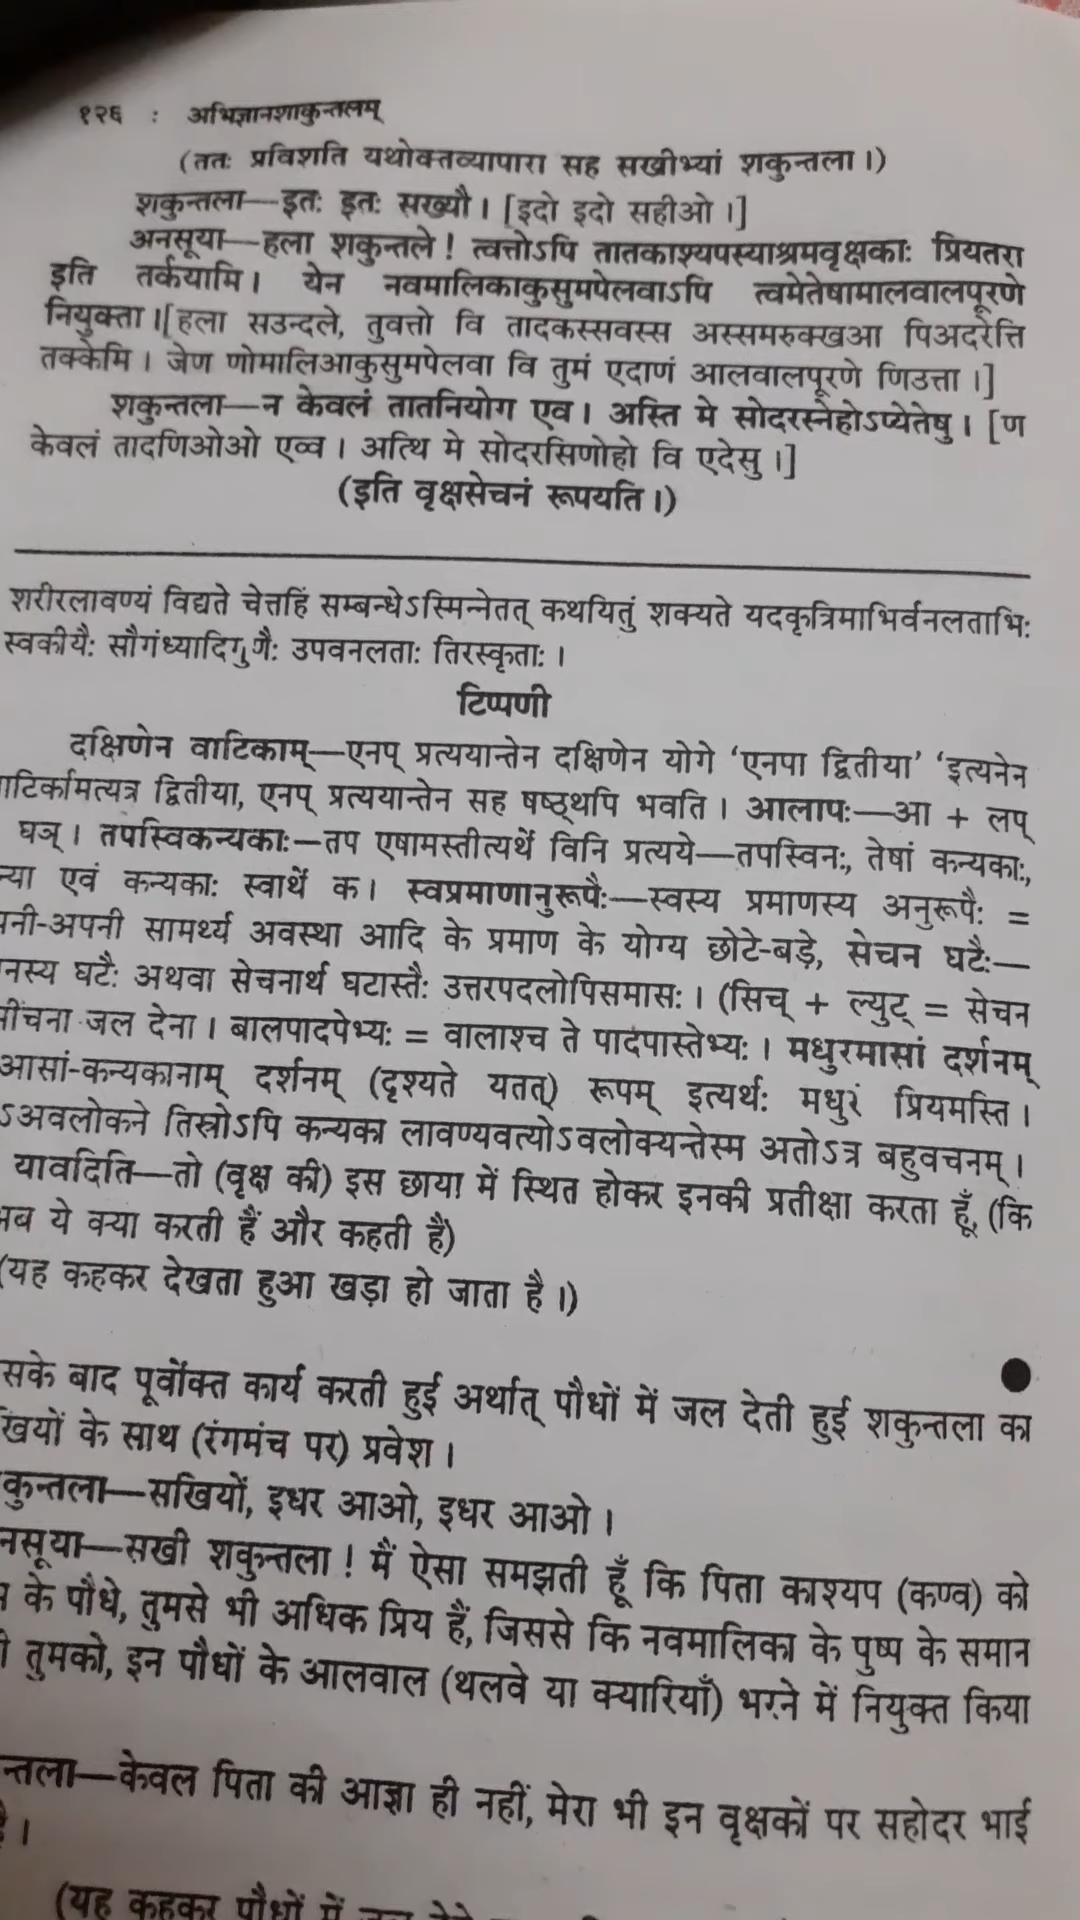 १२६ : अभिज्ञानशाकुन्तलम्
(ततः प्रविशति यथोक्तव्यापारा सह सखीभ्यां शकुन्तला।)
शकुन्तला—इतः इतः सख्यौ। [इदो इदो सहीओ।]
अनसूया—हला शकुन्तले! त्वत्तोऽपि तातकाश्यपस्याश्रमवृक्षकाः प्रियतरा
इति तर्कयामि। येन नवमालिकाकुसुमपेलवाऽपि त्वमेतेषामालवालपूरणे
नियुक्ता।[हला सउन्दले, तुवत्तो वि तादकस्सवस्स अस्समरुक्खआ पिअदरेत्ति
तक्केमि। जेण णोमालिआकुसुमपेलवा वि तुमं एदाणं आलवालपूरणे णिउत्ता।]
शकुन्तला—न केवलं तातनियोग एव। अस्ति मे सोदरस्नेहोऽप्येतेषु। [ण
केवलं तादणिओओ एव्व। अत्थि मे सोदरसिणोहो वि एदेसु।]
(इति वृक्षसेचनं रूपयति।)
शरीरलावण्यं विद्यते चेत्तहिं सम्बन्धेऽस्मिन्नेतत् कथयितुं शक्यते यदकृत्रिमाभिर्वनलताभिः
स्वकीयैः सौगंध्यादिगुणैः उपवनलताः तिरस्कृताः।
टिप्पणी
दक्षिणेन वाटिकाम्—एनप् प्रत्ययान्तेन दक्षिणेन योगे 'एनपा द्वितीया' 'इत्यनेन
ाटिकामत्यत्र द्वितीया, एनप् प्रत्ययान्तेन सह षष्ठ्थपि भवति। आलापः—आ + लप्
घञ्। तपस्विकन्यकाः—तप एषामस्तीत्यर्थे विनि प्रत्यये—तपस्विनः, तेषां कन्यकाः,
न्या एवं कन्यकाः स्वार्थे क। स्वप्रमाणानुरूपैः—स्वस्य प्रमाणस्य अनुरूपैः =
नी-अपनी सामर्थ्य अवस्था आदि के प्रमाण के योग्य छोटे-बड़े, सेचन घटैः—
नस्य घटैः अथवा सेचनार्थ घटास्तैः उत्तरपदलोपिसमासः। (सिच् + ल्युट् = सेचन
ींचना जल देना। बालपादपेभ्यः = वालाश्च ते पादपास्तेभ्यः। मधुरमासां दर्शनम्
आसां-कन्यकानाम् दर्शनम् (दृश्यते यतत्) रूपम् इत्यर्थः मधुरं प्रियमस्ति।
ऽअवलोकने तिस्रोऽपि कन्यका लावण्यवत्योऽवलोक्यन्तेस्म अतोऽत्र बहुवचनम्।
यावदिति—तो (वृक्ष की) इस छाया में स्थित होकर इनकी प्रतीक्षा करता हूँ, (कि
ब ये क्या करती हैं और कहती हैं)
(यह कहकर देखता हुआ खड़ा हो जाता है।)
सके बाद पूर्वोक्त कार्य करती हुई अर्थात् पौधों में जल देती हुई शकुन्तला का
खियों के साथ (रंगमंच पर) प्रवेश।
कुन्तला—सखियों, इधर आओ, इधर आओ।
नसूया—सखी शकुन्तला! मैं ऐसा समझती हूँ कि पिता काश्यप (कण्व) को
के पौधे, तुमसे भी अधिक प्रिय हैं, जिससे कि नवमालिका के पुष्प के समान
तुमको, इन पौधों के आलवाल (थलवे या क्यारियाँ) भरने में नियुक्त किया
न्तला—केवल पिता की आज्ञा ही नहीं, मेरा भी इन वृक्षकों पर सहोदर भाई
है।
(यह कहकर पौधों में